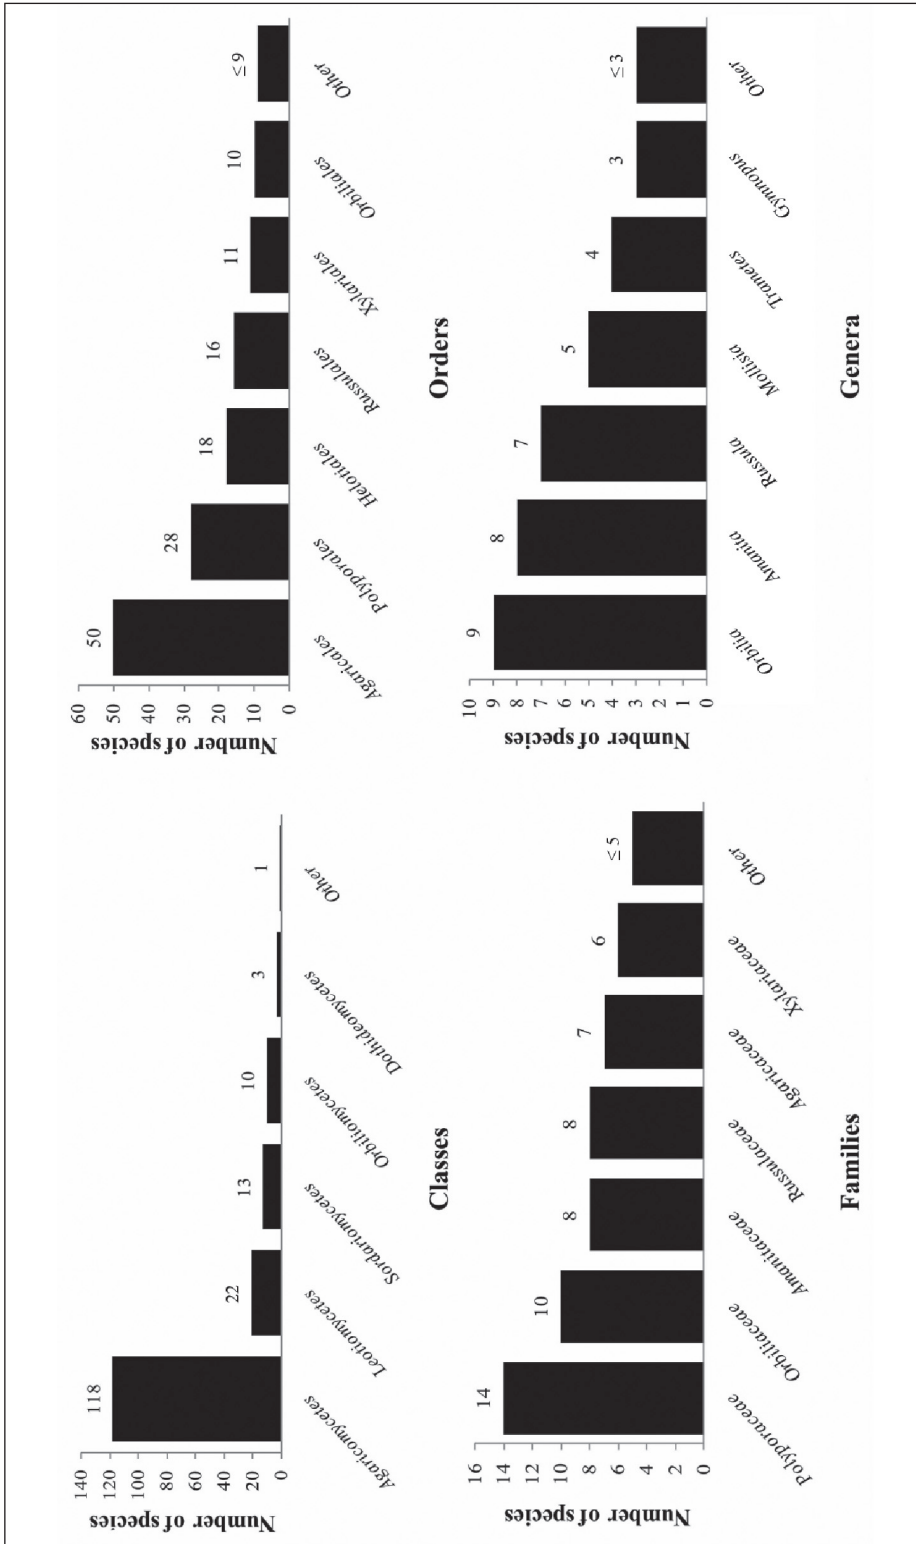 Number of species
140
120
100
80
60
40
20
0
118
22
13
10
3
1
Agaricomycetes
Leotiomycetes
Sordariomycetes
Orbiliomycetes
Dothideomycetes
Other
Classes
Number of species
60
50
40
30
20
10
0
50
28
18
16
11
10
≤ 9
Agaricales
Polyporales
Helotiales
Russulales
Xylariales
Orbiliales
Other
Orders
Number of species
16
14
12
10
8
6
4
2
0
14
10
8
8
7
6
≤ 5
Polyporaceae
Orbiliaceae
Amanitaceae
Russulaceae
Agaricaceae
Xylariaceae
Other
Families
Number of species
10
9
8
7
6
5
4
3
2
1
0
9
8
7
5
4
3
≤ 3
Orbilia
Amanita
Russula
Mollisia
Trametes
Gymnopus
Other
Genera